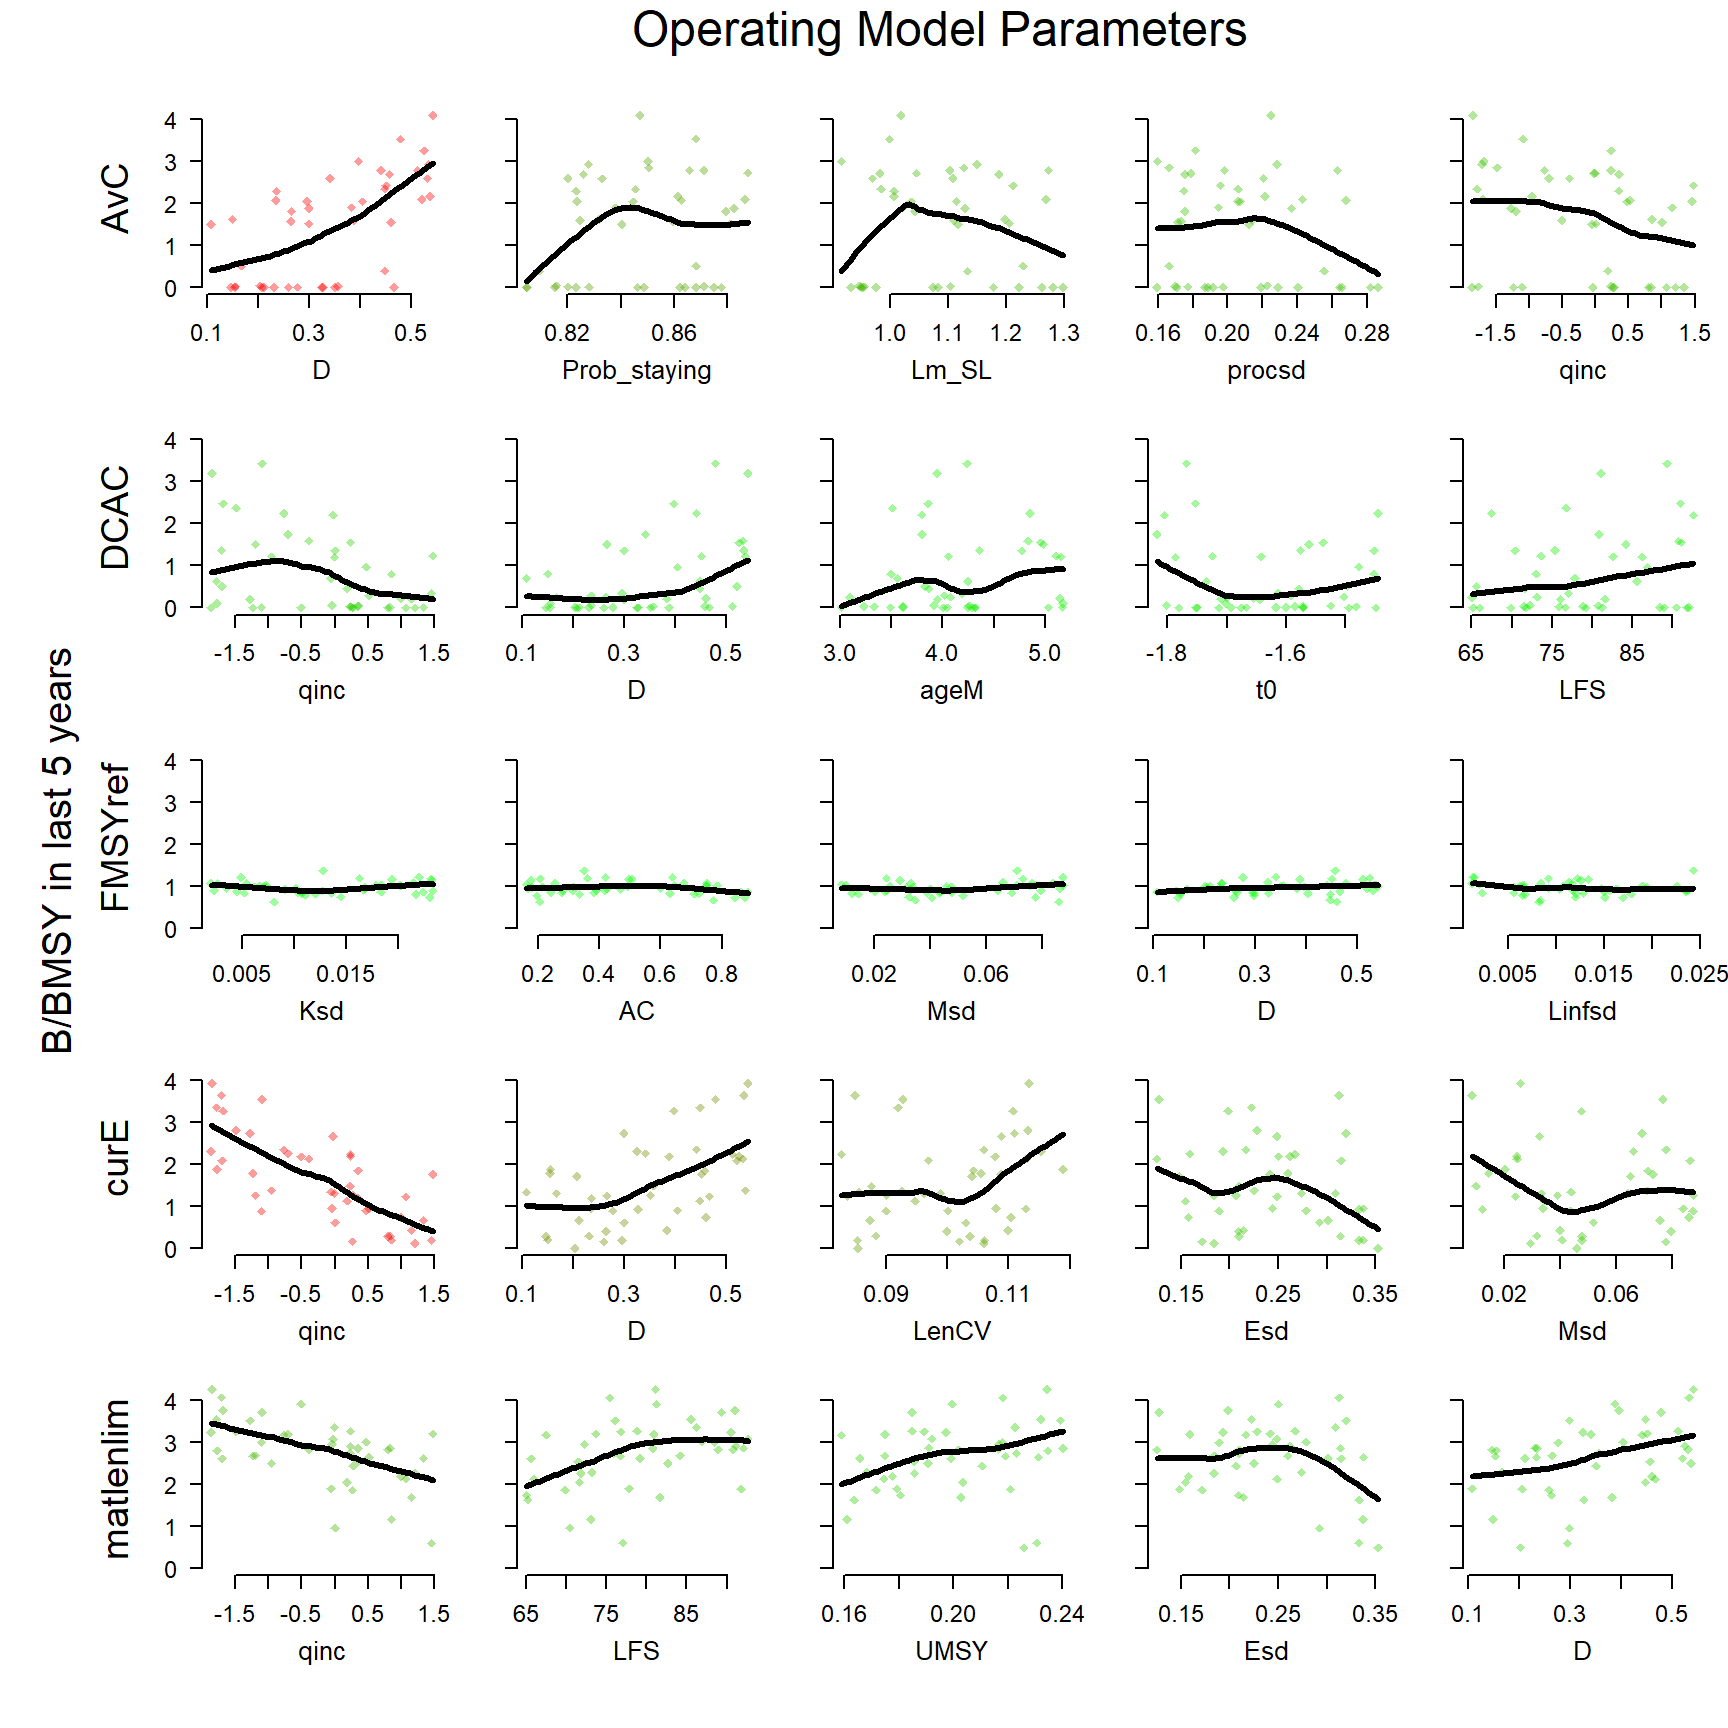 Operating Model Parameters
B/BMSY in last 5 years
AvC
4
3
2
1
0
0.1 0.3 0.5
D
0.82 0.86
Prob_staying
1.0 1.1 1.2 1.3
Lm_SL
0.16 0.20 0.24 0.28
procsd
-1.5 -0.5 0.5 1.5
qinc
DCAC
4
3
2
1
0
-1.5 -0.5 0.5 1.5
qinc
0.1 0.3 0.5
D
3.0 4.0 5.0
ageM
-1.8 -1.6
t0
65 75 85
LFS
FMSYref
4
3
2
1
0
0.005 0.015
Ksd
0.2 0.4 0.6 0.8
AC
0.02 0.06
Msd
0.1 0.3 0.5
D
0.005 0.015 0.025
Linfsd
curE
4
3
2
1
0
-1.5 -0.5 0.5 1.5
qinc
0.1 0.3 0.5
D
0.09 0.11
LenCV
0.15 0.25 0.35
Esd
0.02 0.06
Msd
matlenlim
4
3
2
1
0
-1.5 -0.5 0.5 1.5
qinc
65 75 85
LFS
0.16 0.20 0.24
UMSY
0.15 0.25 0.35
Esd
0.1 0.3 0.5
D